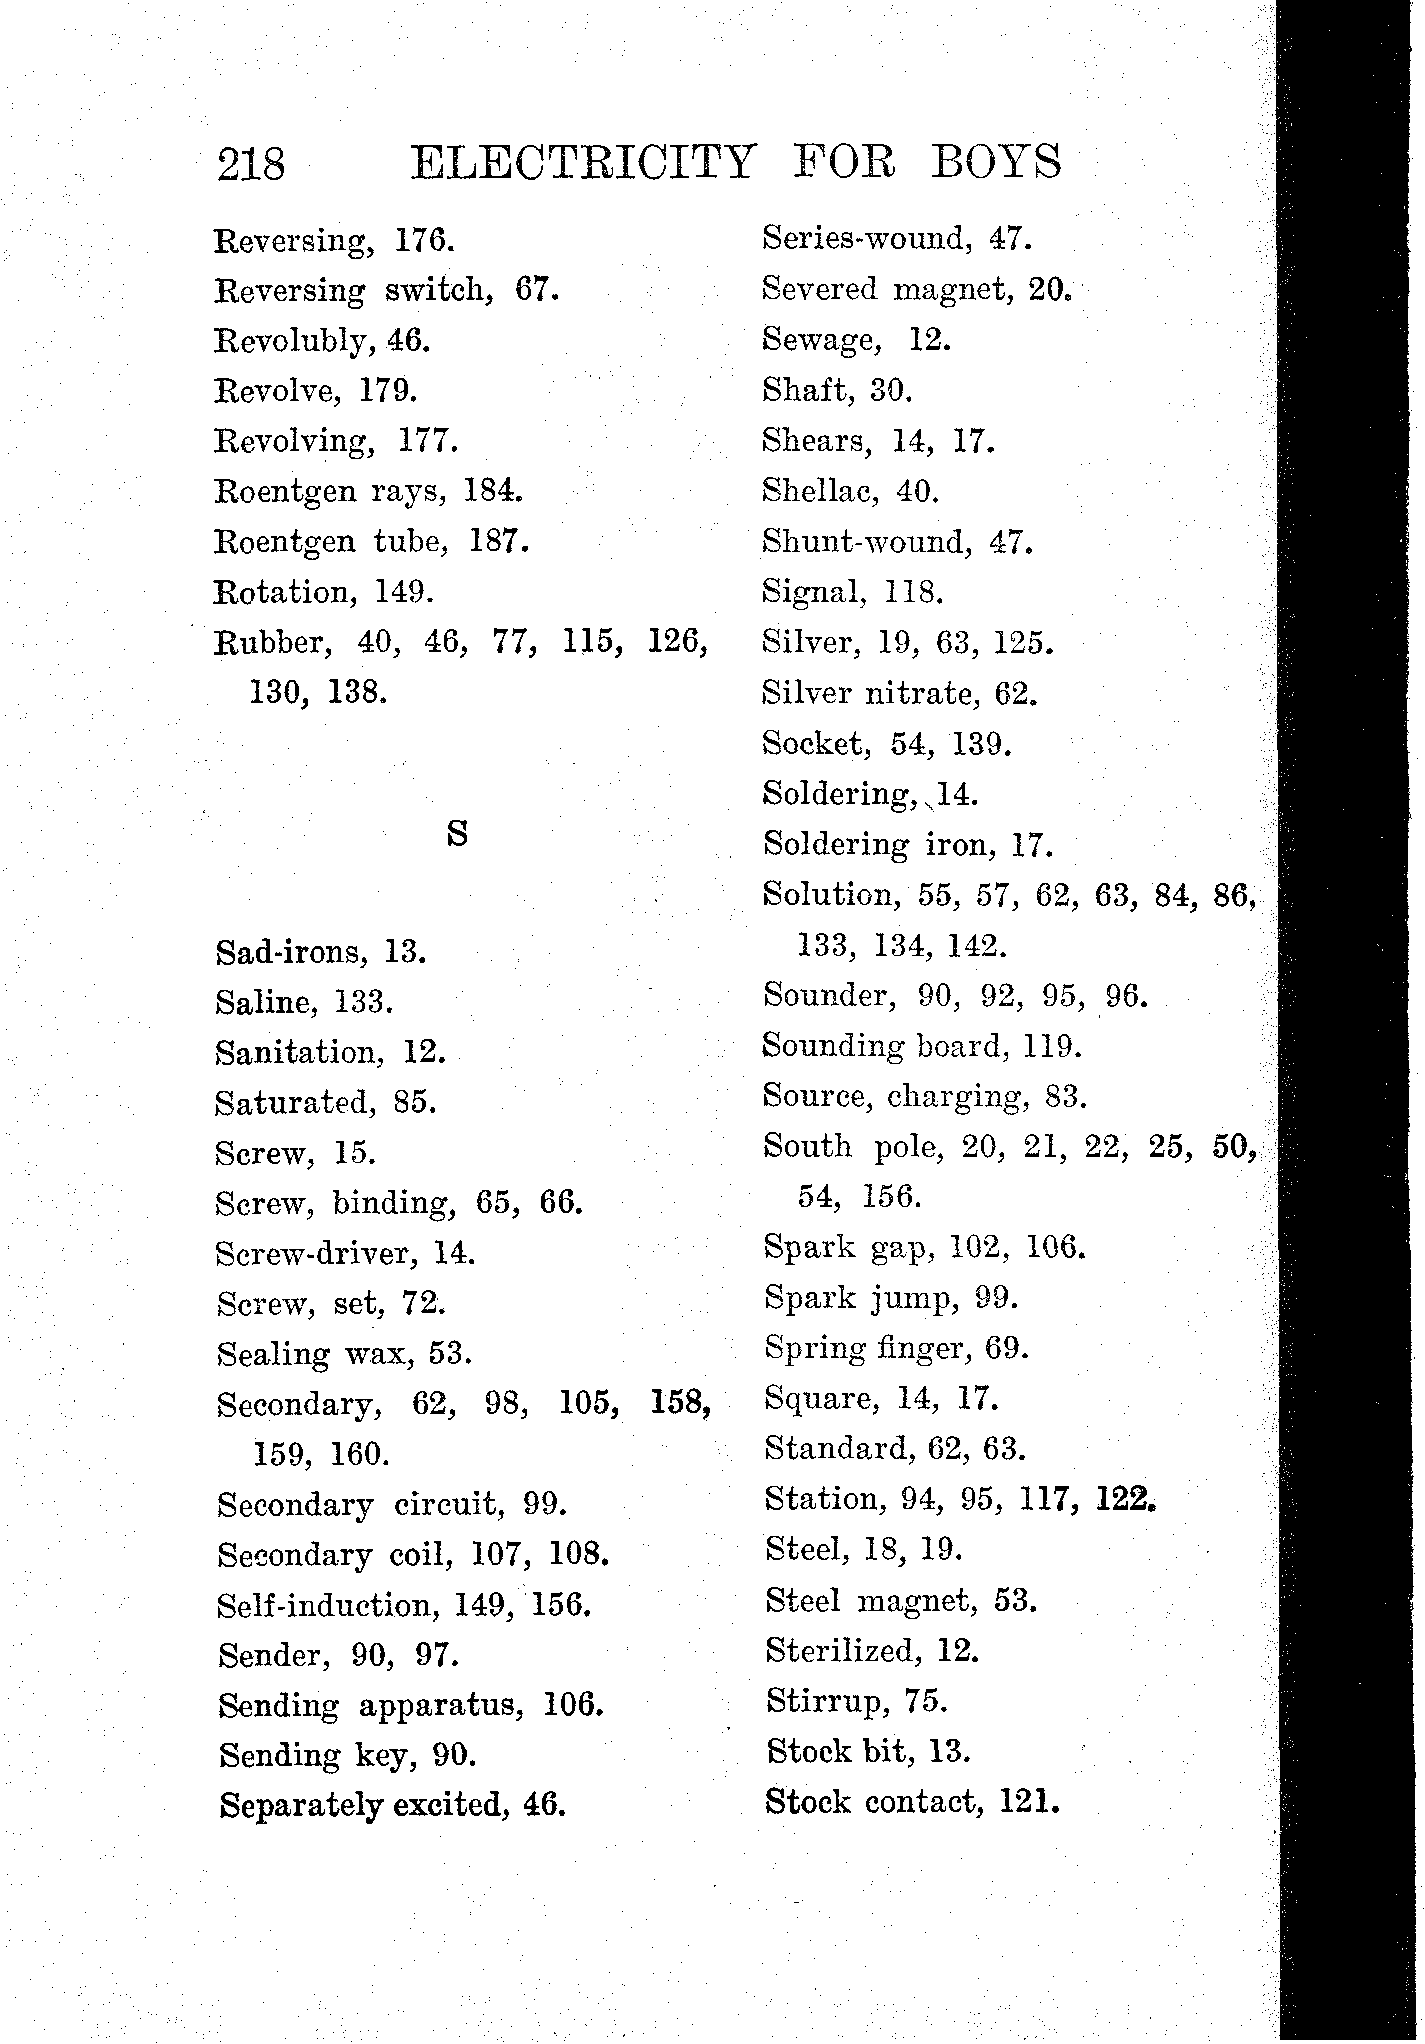 218 ELECTRICITY FOR BOYS
Reversing, 176.
Reversing switch, 67.
Revolubly, 46.
Revolve, 179.
Revolving, 177.
Roentgen rays, 184.
Roentgen tube, 187.
Rotation, 149.
Rubber, 40, 46, 77, 115, 126,
130, 138.
S
Sad-irons, 13.
Saline, 133.
Sanitation, 12.
Saturated, 85.
Screw, 15.
Screw, binding, 65, 66.
Screw-driver, 14.
Screw, set, 72.
Sealing wax, 53.
Secondary, 62, 98, 105, 158,
159, 160.
Secondary circuit, 99.
Secondary coil, 107, 108.
Self-induction, 149, 156.
Sender, 90, 97.
Sending apparatus, 106.
Sending key, 90.
Separately excited, 46.
Series-wound, 47.
Severed magnet, 20.
Sewage, 12.
Shaft, 30.
Shears, 14, 17.
Shellac, 40.
Shunt-wound, 47.
Signal, 118.
Silver, 19, 63, 125.
Silver nitrate, 62.
Socket, 54, 139.
Soldering, 14.
Soldering iron, 17.
Solution, 55, 57, 62, 63, 84, 86,
133, 134, 142.
Sounder, 90, 92, 95, 96.
Sounding board, 119.
Source, charging, 83.
South pole, 20, 21, 22, 25, 50,
54, 156.
Spark gap, 102, 106.
Spark jump, 99.
Spring finger, 69.
Square, 14, 17.
Standard, 62, 63.
Station, 94, 95, 117, 122.
Steel, 18, 19.
Steel magnet, 53.
Sterilized, 12.
Stirrup, 75.
Stock bit, 13.
Stock contact, 121.